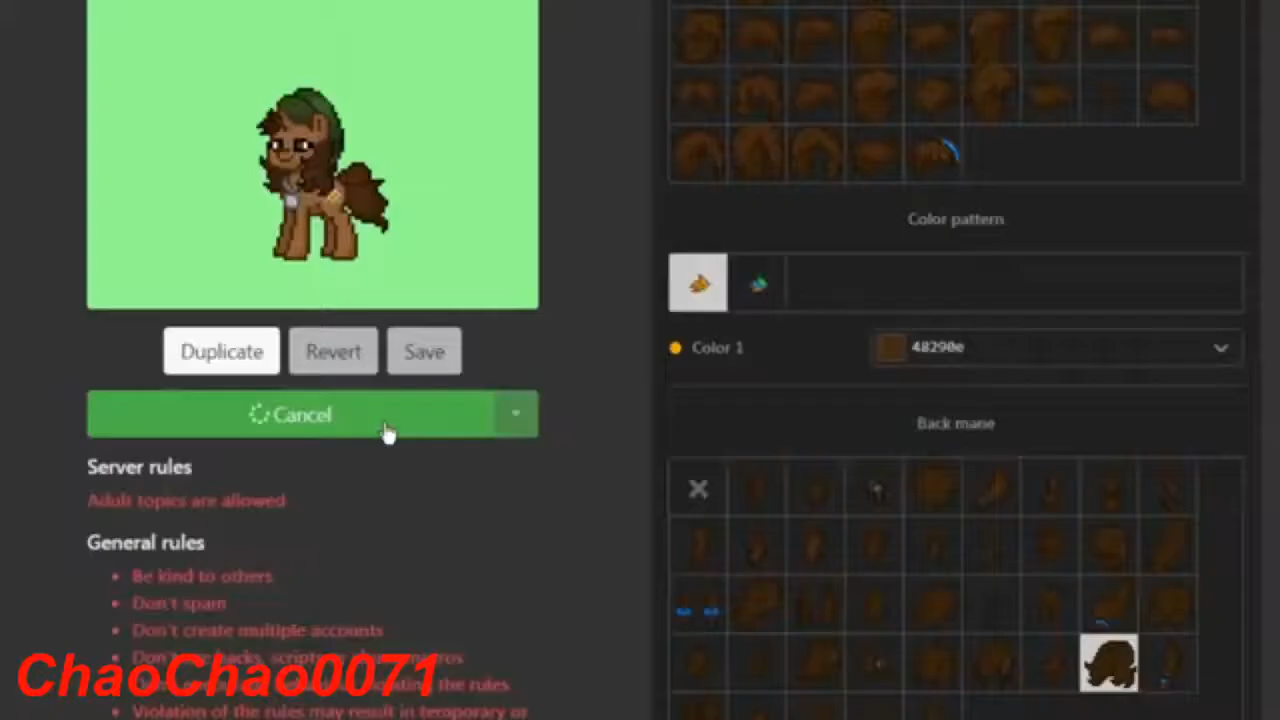 Color pattern
Color 1
48290e
Duplicate
Revert
Save
Cancel
Back mane
Server rules
Adult topics are allowed
General rules
Be kind to others
Don't spam
Don't create multiple accounts
the rules
Violation of the rules may result in temporary or
ChaoChao0071